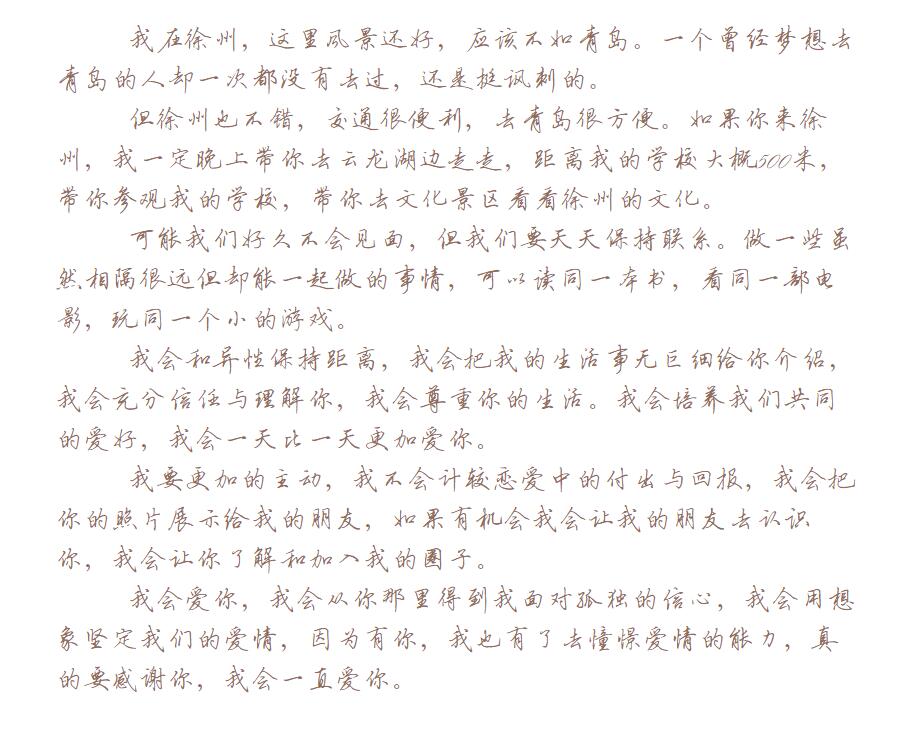 我在徐州，这里风景还好，应该不如青岛。一个曾经梦想去
青岛的人却一次都没有去过，还是挺讽刺的。
但徐州也不错，交通很便利，去青岛很方便。如果你来徐
州，我一定晚上带你去云龙湖边走走，距离我的学校大概500米，
带你参观我的学校，带你去文化景区看看徐州的文化。
可能我们好久不会见面，但我们要天天保持联系。做一些虽
然相隔很远但却能一起做的事情，可以读同一本书，看同一部电
影，玩同一个小的游戏。
我会和异性保持距离，我会把我的生活事无巨细给你介绍，
我会充分信任与理解你，我会尊重你的生活。我会培养我们共同
的爱好，我会一天比一天更加爱你。
我要更加的主动，我不会计较恋爱中的付出与回报，我会把
你的照片展示给我的朋友，如果有机会我会让我的朋友去认识
你，我会让你了解和加入我的圈子。
我会爱你，我会从你那里得到我面对孤独的信心，我会用想
象坚定我们的爱情，因为有你，我也有了去憧憬爱情的能力，真
的要感谢你，我会一直爱你。